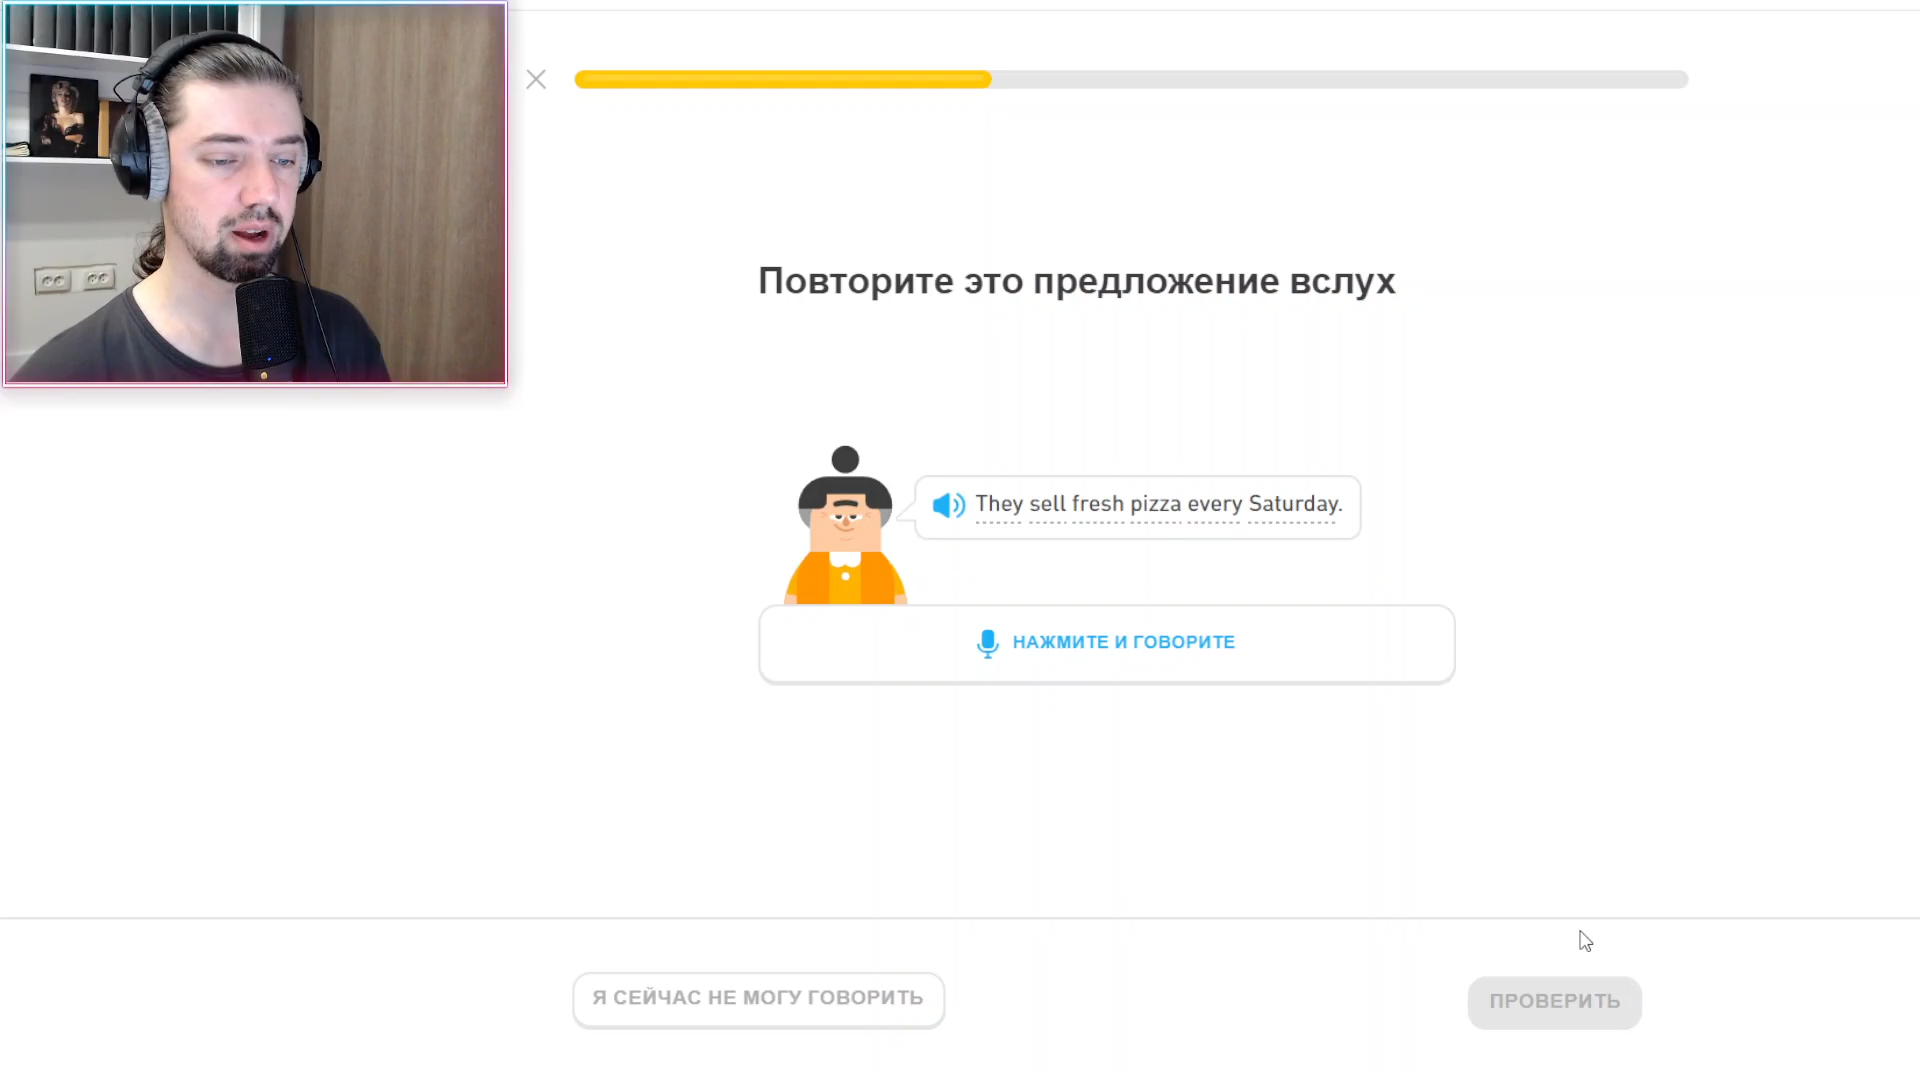 Повторите это предложение вслух
They sell fresh pizza every Saturday.
НАЖМИТЕ И ГОВОРИТЕ
Я СЕЙЧАС НЕ МОГУ ГОВОРИТЬ
ПРОВЕРИТЬ